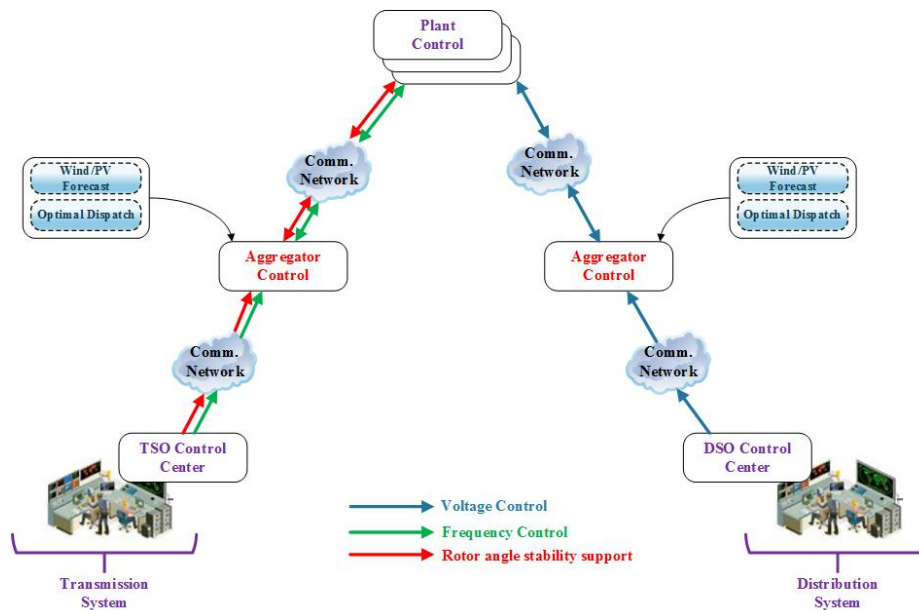 Plant
Control
Comm.
Network
Comm.
Network
Wind/PV
Forecast
Optimal Dispatch
Wind/PV
Forecast
Optimal Dispatch
Aggregator
Control
Aggregator
Control
Comm.
Network
Comm.
Network
TSO Control
Center
DSO Control
Center
Voltage Control
Frequency Control
Rotor angle stability support
Transmission
System
Distribution
System